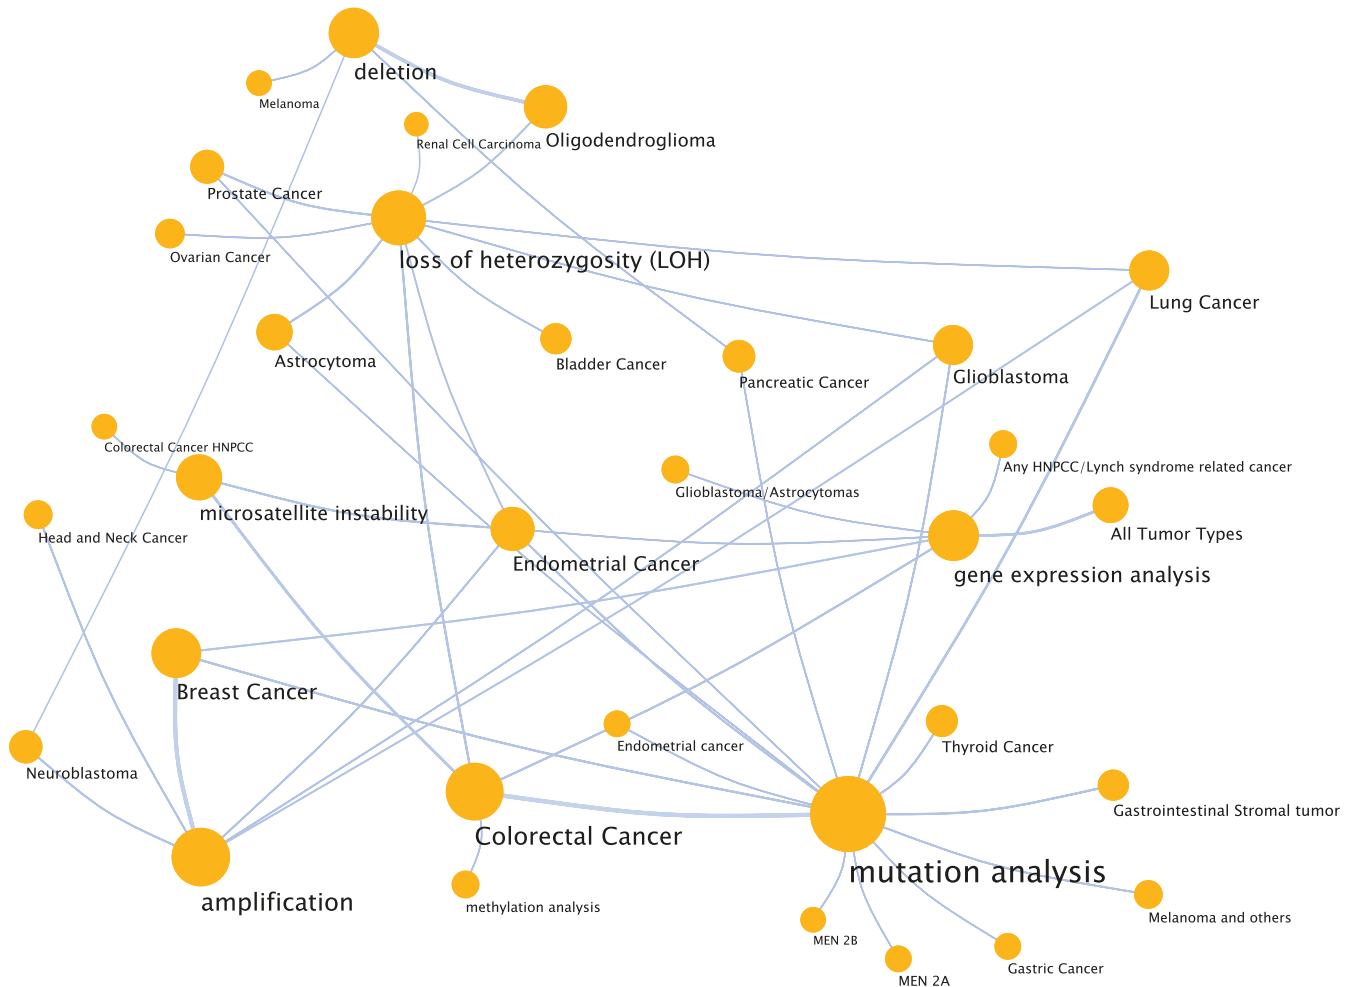 deletion
Melanoma
Oligodendroglioma
Renal Cell Carcinoma
Prostate Cancer
Ovarian Cancer
loss of heterozygosity (LOH)
Lung Cancer
Astrocytoma
Bladder Cancer
Pancreatic Cancer
Glioblastoma
Colorectal Cancer HNPCC
Any HNPCC/Lynch syndrome related cancer
Glioblastoma/Astrocytomas
microsatellite instability
Head and Neck Cancer
All Tumor Types
Endometrial Cancer
gene expression analysis
Breast Cancer
Endometrial cancer
Thyroid Cancer
Neuroblastoma
Gastrointestinal Stromal tumor
Colorectal Cancer
mutation analysis
amplification
methylation analysis
Melanoma and others
MEN 2B
Gastric Cancer
MEN 2A